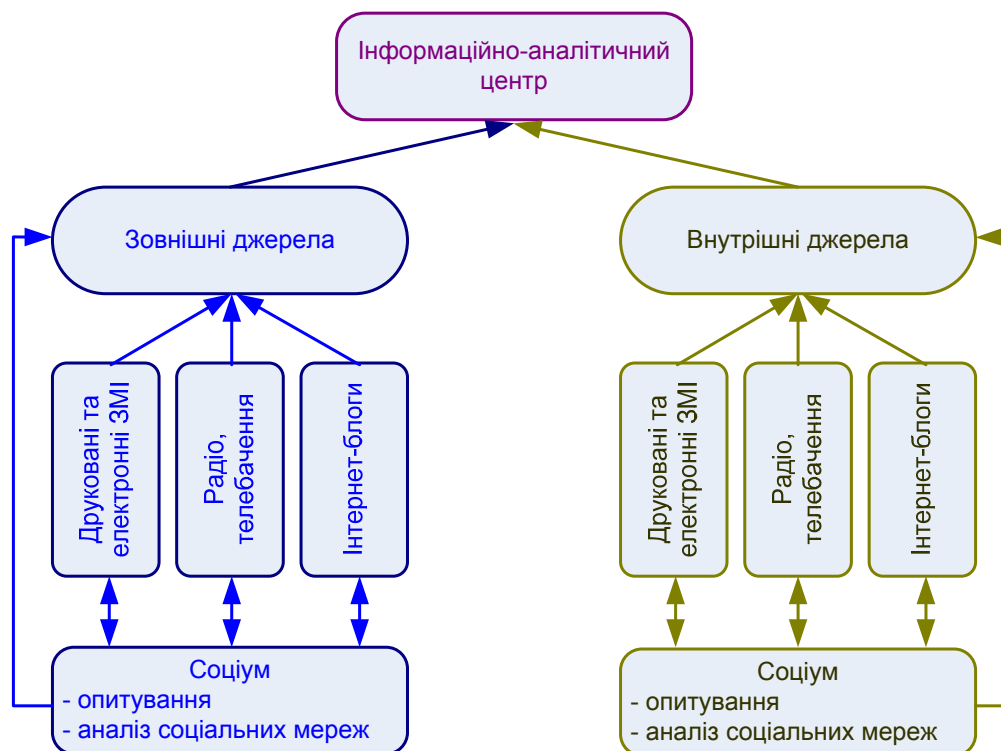 Інформаційно-аналітичний
центр
Зовнішні джерела
Внутрішні джерела
Друковані та
електронні ЗМІ
Радіо,
телебачення
Інтернет-блоги
Друковані та
електронні ЗМІ
Радіо,
телебачення
Інтернет-блоги
Соціум
- опитування
- аналіз соціальних мереж
Соціум
- опитування
- аналіз соціальних мереж